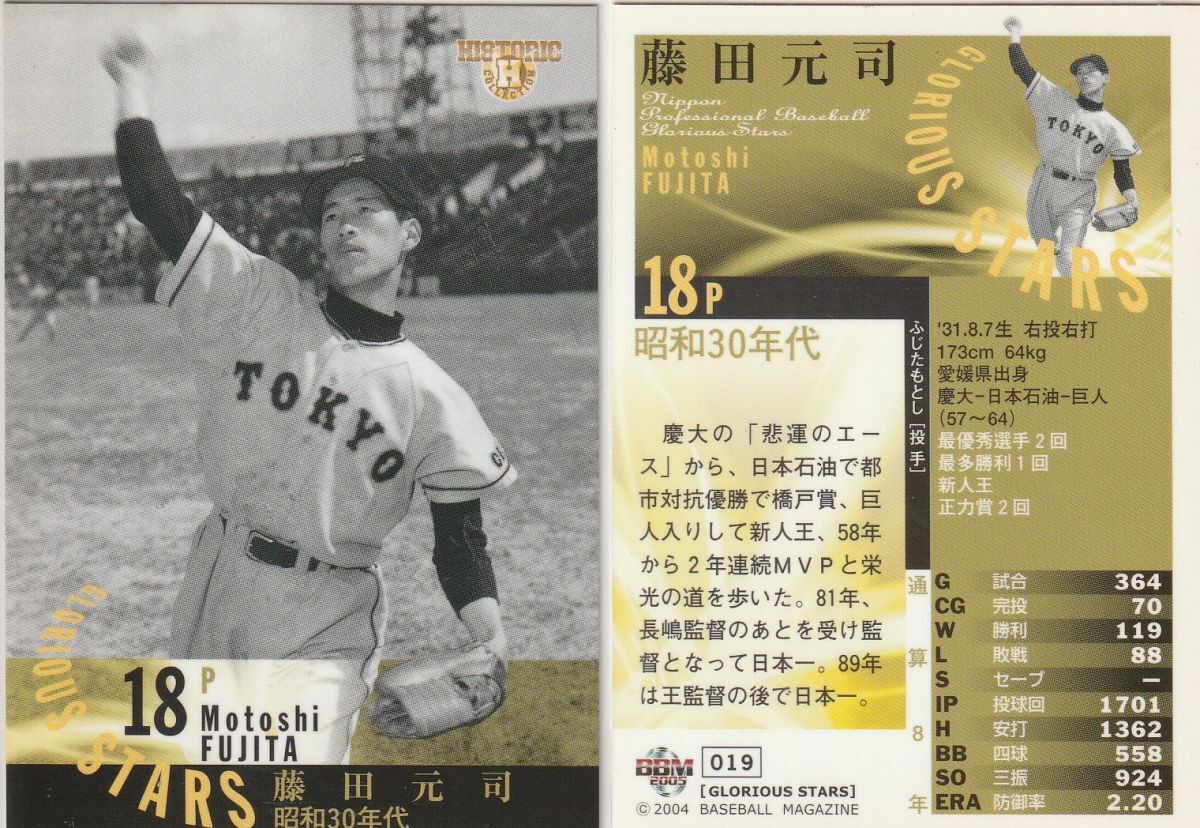 HISTORIC
H
COLLECTION
TOKYO
GLORIOUS STARS
18 P
Motoshi
FUJITA
藤田元司
昭和30年代
藤田元司
Nippon
Professional Baseball
Glorious Stars
Motoshi
FUJITA
GLORIOUS STARS
TOKYO
18 P
昭和30年代
ふじたもとし [投手]
'31.8.7生 右投右打
173cm 64kg
愛媛県出身
慶大-日本石油-巨人
(57〜64)
最優秀選手2回
最多勝利1回
新人王
正力賞2回
慶大の「悲運のエー
ス」から、日本石油で都
市対抗優勝で橋戸賞、巨
人入りして新人王、58年
から2年連続MVPと栄
光の道を歩いた。81年、
長嶋監督のあとを受け監
督となって日本一。89年
は王監督の後で日本一。
通算8年
G 試合 364
CG 完投 70
W 勝利 119
L 敗戦 88
S セーブ —
IP 投球回 1701
H 安打 1362
BB 四球 558
SO 三振 924
ERA 防御率 2.20
BBM
2005
019
[GLORIOUS STARS]
© 2004 BASEBALL MAGAZINE